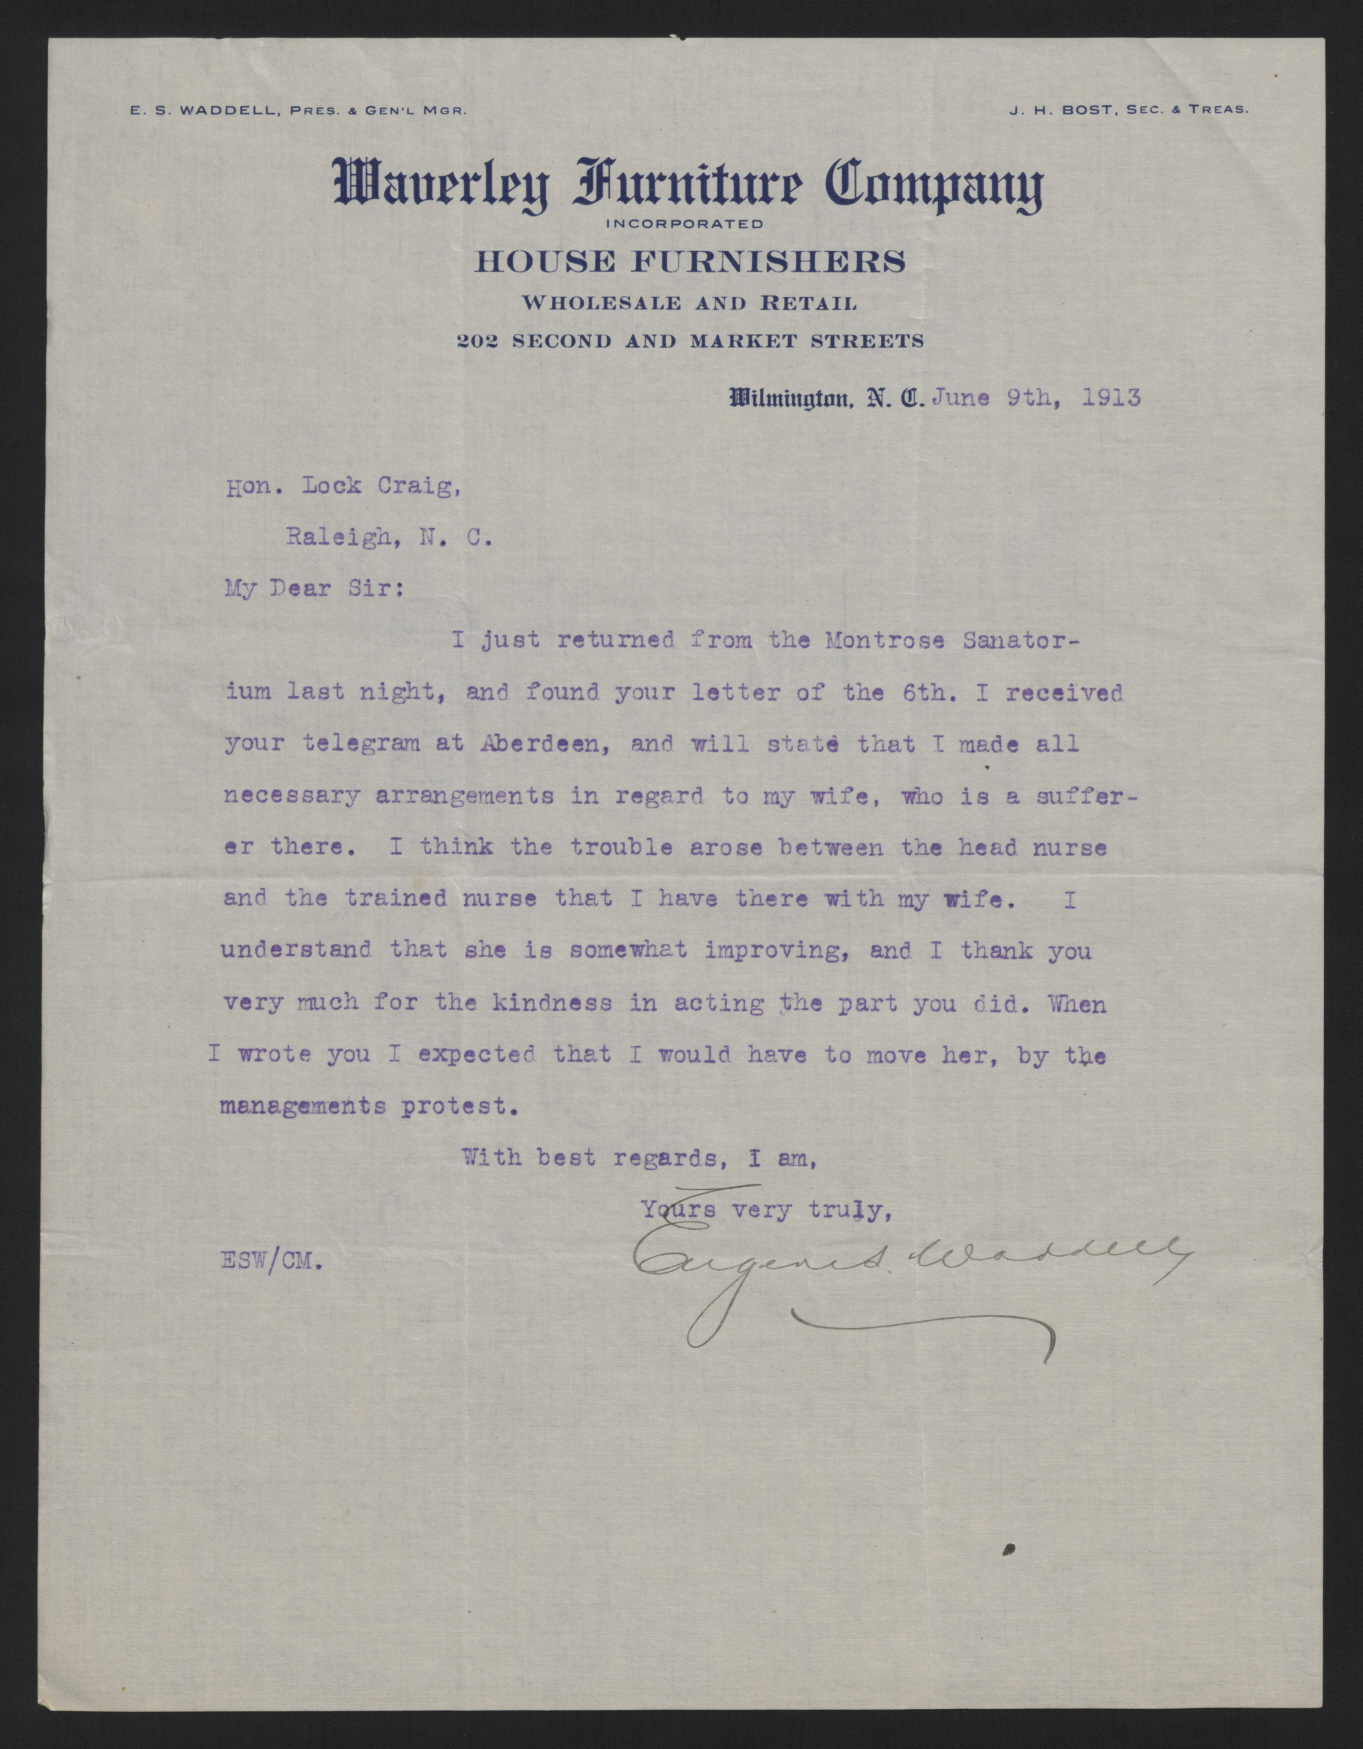 E. S. WADDELL, PRES. & GEN'L MGR.
J. H. BOST, SEC. & TREAS.
Waverley Furniture Company
INCORPORATED
HOUSE FURNISHERS
WHOLESALE AND RETAIL
202 SECOND AND MARKET STREETS
Wilmington, N. C. June 9th, 1913
Hon. Lock Craig,
Raleigh, N. C.
My Dear Sir:
I just returned from the Montrose Sanator-
ium last night, and found your letter of the 6th. I received
your telegram at Aberdeen, and will state that I made all
necessary arrangements in regard to my wife, who is a suffer-
er there. I think the trouble arose between the head nurse
and the trained nurse that I have there with my wife. I
understand that she is somewhat improving, and I thank you
very much for the kindness in acting the part you did. When
I wrote you I expected that I would have to move her, by the
managements protest.
With best regards, I am,
Yours very truly,
ESW/CM.
Eugene S. Waddell